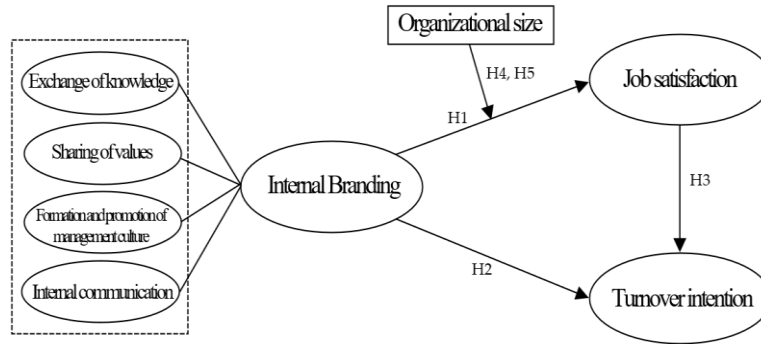 Organizational size
Exchange of knowledge
H4, H5
Job satisfaction
H1
Sharing of values
Internal Branding
H3
Formation and promotion of
management culture
H2
Internal communication
Turnover intention